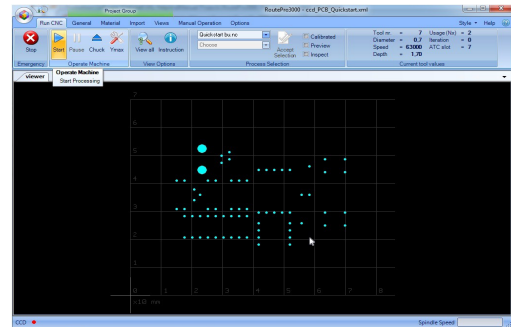 Project Group
RoutePro3000 - ccd_PCB_Quickstart.xml
Run CNC General Material Import Views Manual Operation Options Style Help
Stop Start Pause Chuck Ymax View all Instruction
Quickstart bu.nc
Choose
Accept Selection
Calibrated
Preview
Inspect
Tool nr = 7 Usage (Nx) = 2
Diameter = 0.7 Iteration = 0
Speed = 63000 ATC slot = 7
Depth = 1.70
Emergency Operate Machine View Options Process Selection Current tool values
viewer
Operate Machine
Start Processing
7
6
5
4
3
2
1
0 1 2 3 4 5 6 7 8
x10 mm
CCD Spindle Speed